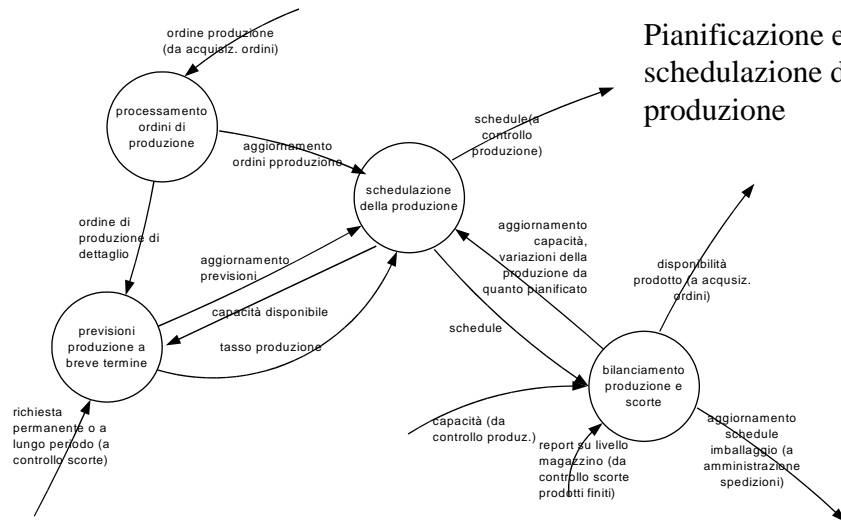 ordine produzione
(da acquisiz. ordini)
Pianificazione e
schedulazione d
produzione
processamento
ordini di
produzione
schedule(a
controllo
produzione)
aggiornamento
ordini pproduzione
schedulazione
della produzione
ordine di
produzione di
dettaglio
aggiornamento
previsioni
aggiornamento
capacità,
variazioni della
produzione da
quanto pianificato
disponibilità
prodotto (a acqusiz.
ordini)
capacità disponibile
previsioni
produzione a
breve termine
tasso produzione
schedule
bilanciamento
produzione e
scorte
richiesta
permanente o a
lungo periodo (a
controllo scorte)
capacità (da
controllo produz.)
report su livello
magazzino (da
controllo scorte
prodotti finiti)
aggiornamento
schedule
imballaggio (a
amministrazione
spedizioni)